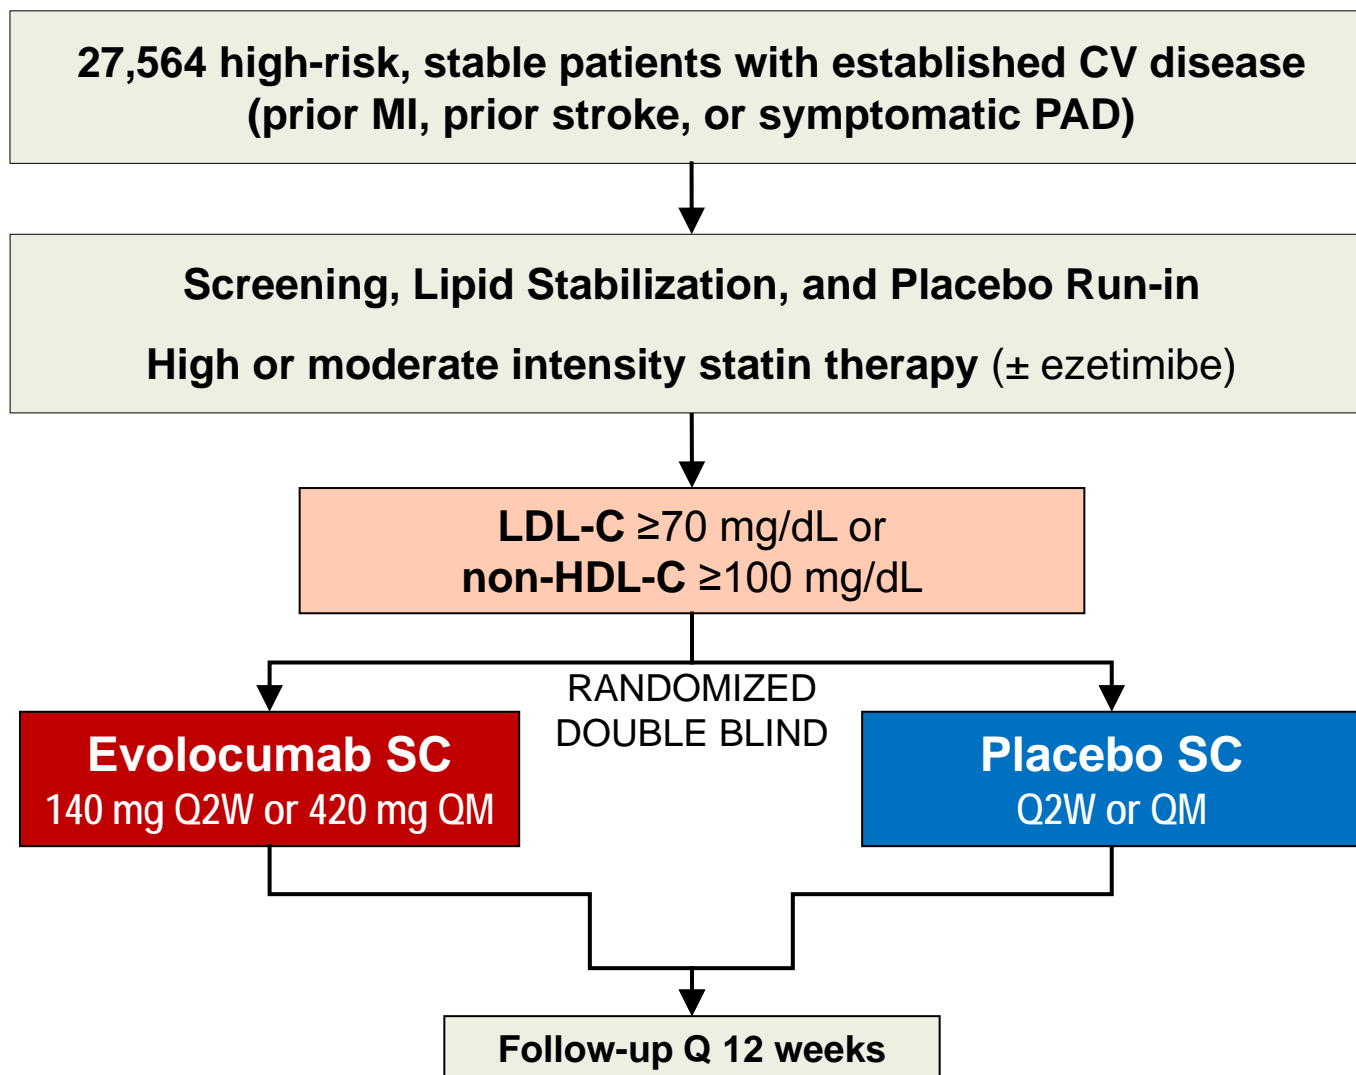 27,564 high-risk, stable patients with established CV disease
(prior MI, prior stroke, or symptomatic PAD)
Screening, Lipid Stabilization, and Placebo Run-in
High or moderate intensity statin therapy (± ezetimibe)
LDL-C ≥70 mg/dL or
non-HDL-C ≥100 mg/dL
RANDOMIZED
DOUBLE BLIND
Evolocumab SC
140 mg Q2W or 420 mg QM
Placebo SC
Q2W or QM
Follow-up Q 12 weeks